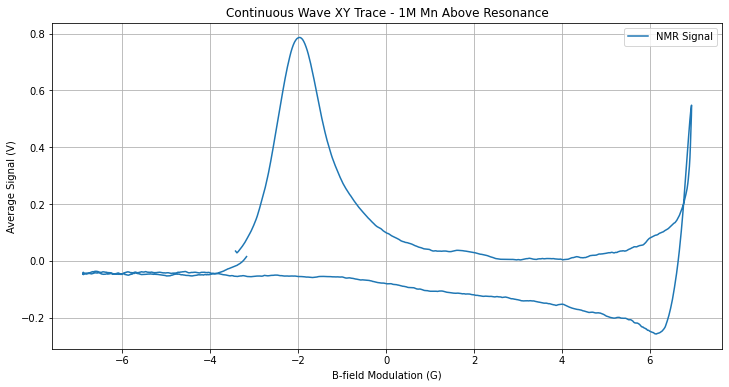 Continuous Wave XY Trace - 1M Mn Above Resonance
NMR Signal
Average Signal (V)
0.8
0.6
0.4
0.2
0.0
−0.2
−6 −4 −2 0 2 4 6
B-field Modulation (G)